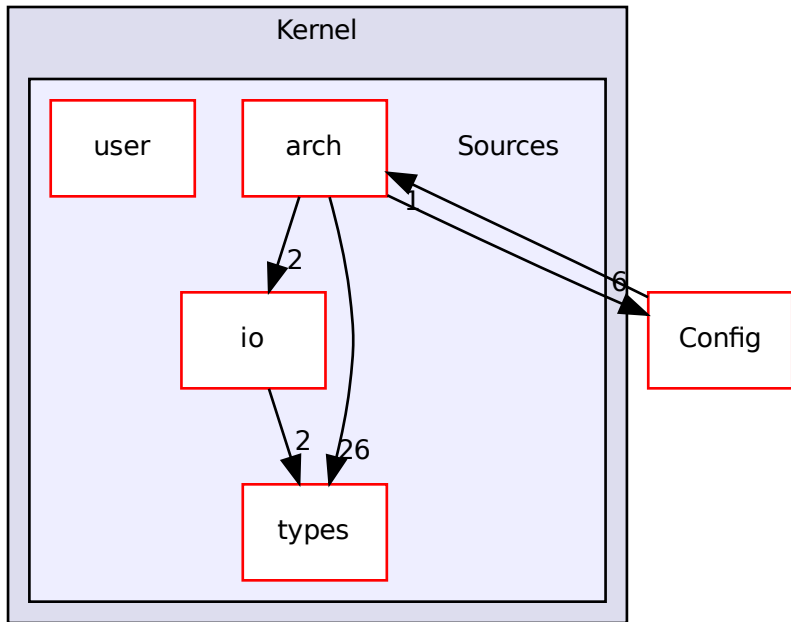 Kernel
user
arch
Sources
1
2
6
io
Config
2
26
types